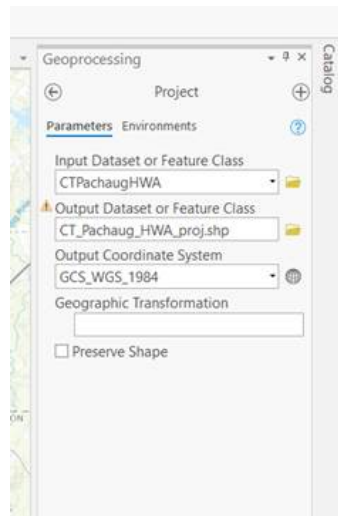 Geoprocessing
Project
Parameters Environments
Input Dataset or Feature Class
CTPachaugHWA
Output Dataset or Feature Class
CT_Pachaug_HWA_proj.shp
Output Coordinate System
GCS_WGS_1984
Geographic Transformation
Preserve Shape
Catalog
ON